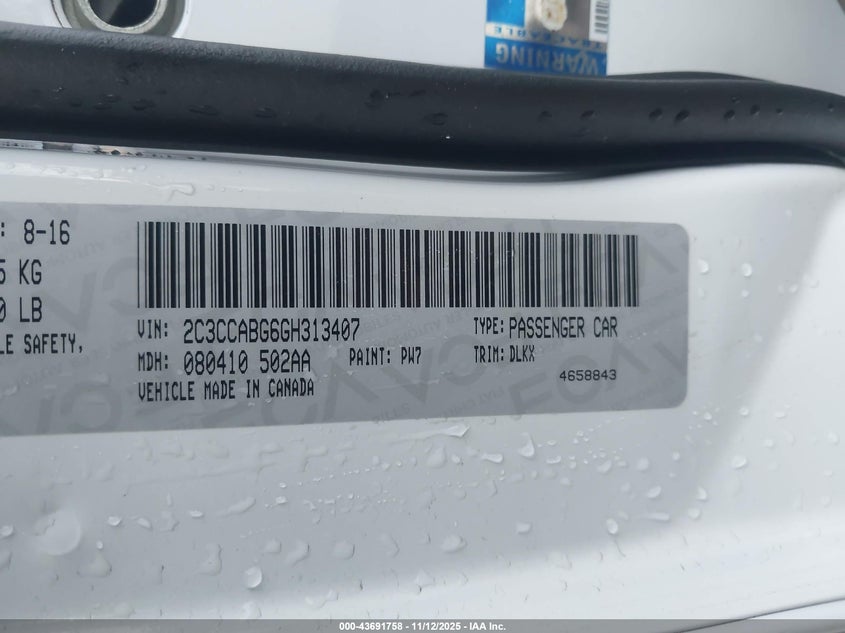 WARNING
TRACEABLE
: 8-16
5 KG
0 LB
LE SAFETY,
VIN: 2C3CCABG6GH313407
TYPE: PASSENGER CAR
MDH: 080410 502AA
PAINT: PW7
TRIM: DLKX
VEHICLE MADE IN CANADA
4658843
000-43691758 - 11/12/2025 - IAA Inc.